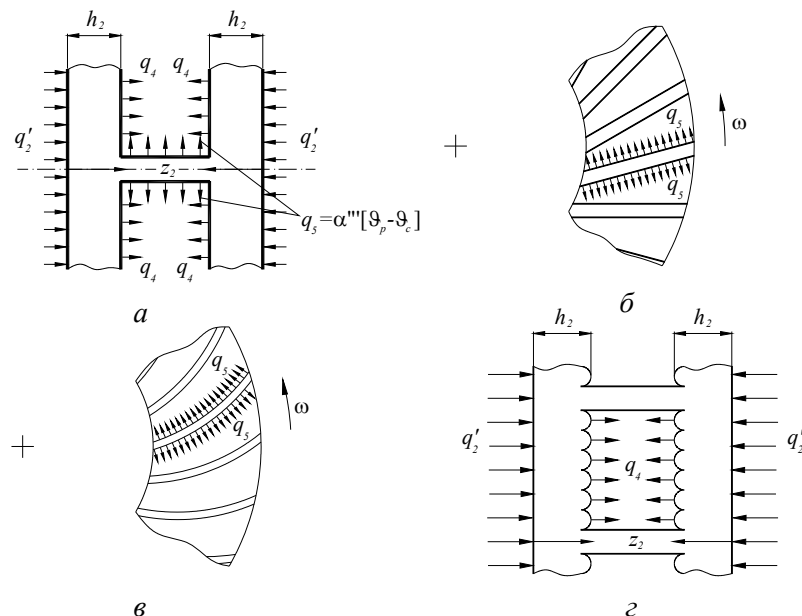 h₂ h₂
q₄ q₄
q′₂ q′₂
z₂
q₄ q₄
q₅=α‴[ϑₚ-ϑ_c]
а
+
q₅
q₅
ω
б
+
q₅
q₅
ω
в
h₂ h₂
q′₂ q′₂
q₄
z₂
г